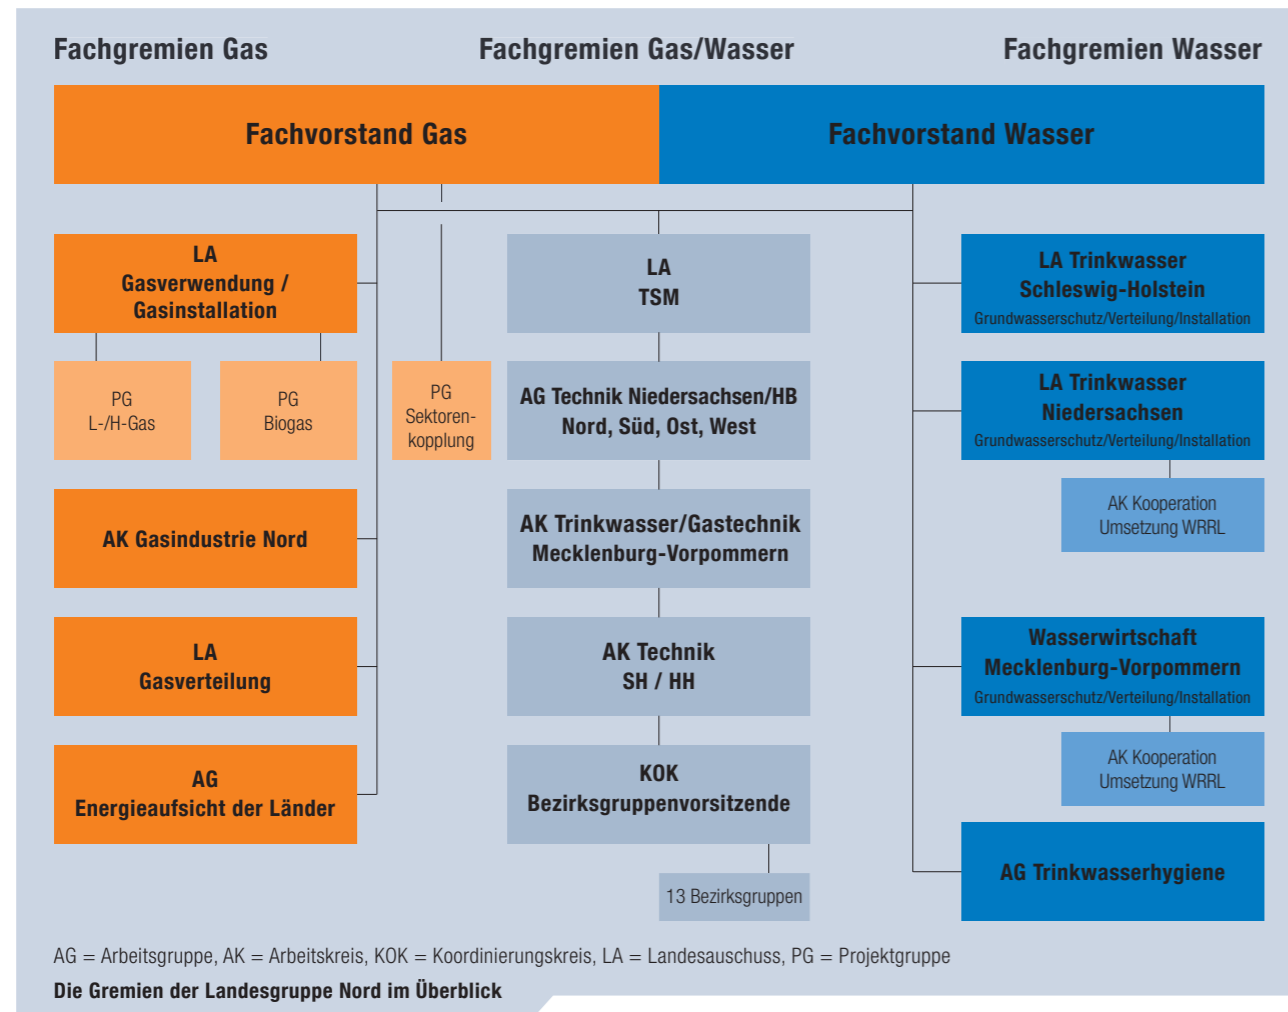 Fachgremien Gas
Fachgremien Gas/Wasser
Fachgremien Wasser
Fachvorstand Gas
Fachvorstand Wasser
LA
Gasverwendung /
Gasinstallation
PG
L-/H-Gas
PG
Biogas
PG
Sektoren-
kopplung
AK Gasindustrie Nord
LA
Gasverteilung
AG
Energieaufsicht der Länder
LA
TSM
AG Technik Niedersachsen/HB
Nord, Süd, Ost, West
AK Trinkwasser/Gastechnik
Mecklenburg-Vorpommern
AK Technik
SH / HH
KOK
Bezirksgruppenvorsitzende
13 Bezirksgruppen
LA Trinkwasser
Schleswig-Holstein
Grundwasserschutz/Verteilung/Installation
LA Trinkwasser
Niedersachsen
Grundwasserschutz/Verteilung/Installation
AK Kooperation
Umsetzung WRRL
Wasserwirtschaft
Mecklenburg-Vorpommern
Grundwasserschutz/Verteilung/Installation
AK Kooperation
Umsetzung WRRL
AG Trinkwasserhygiene
AG = Arbeitsgruppe, AK = Arbeitskreis, KOK = Koordinierungskreis, LA = Landesauschuss, PG = Projektgruppe
Die Gremien der Landesgruppe Nord im Überblick